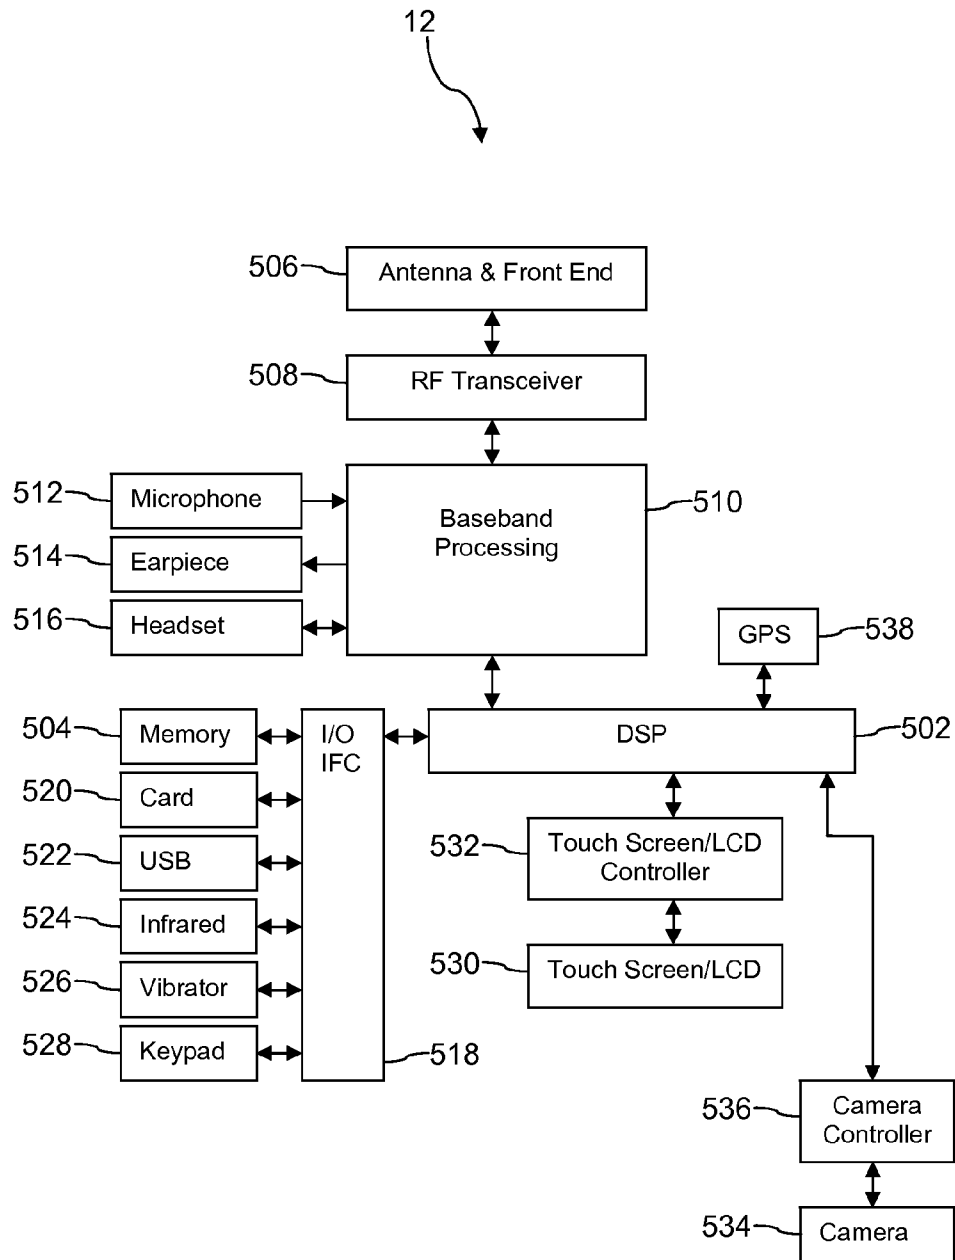 12
506
Antenna & Front End
508
RF Transceiver
512
Microphone
514
Earpiece
516
Headset
Baseband
Processing
510
GPS
538
504
Memory
520
Card
522
USB
524
Infrared
526
Vibrator
528
Keypad
I/O
IFC
518
DSP
502
532
Touch Screen/LCD
Controller
530
Touch Screen/LCD
536
Camera
Controller
534
Camera